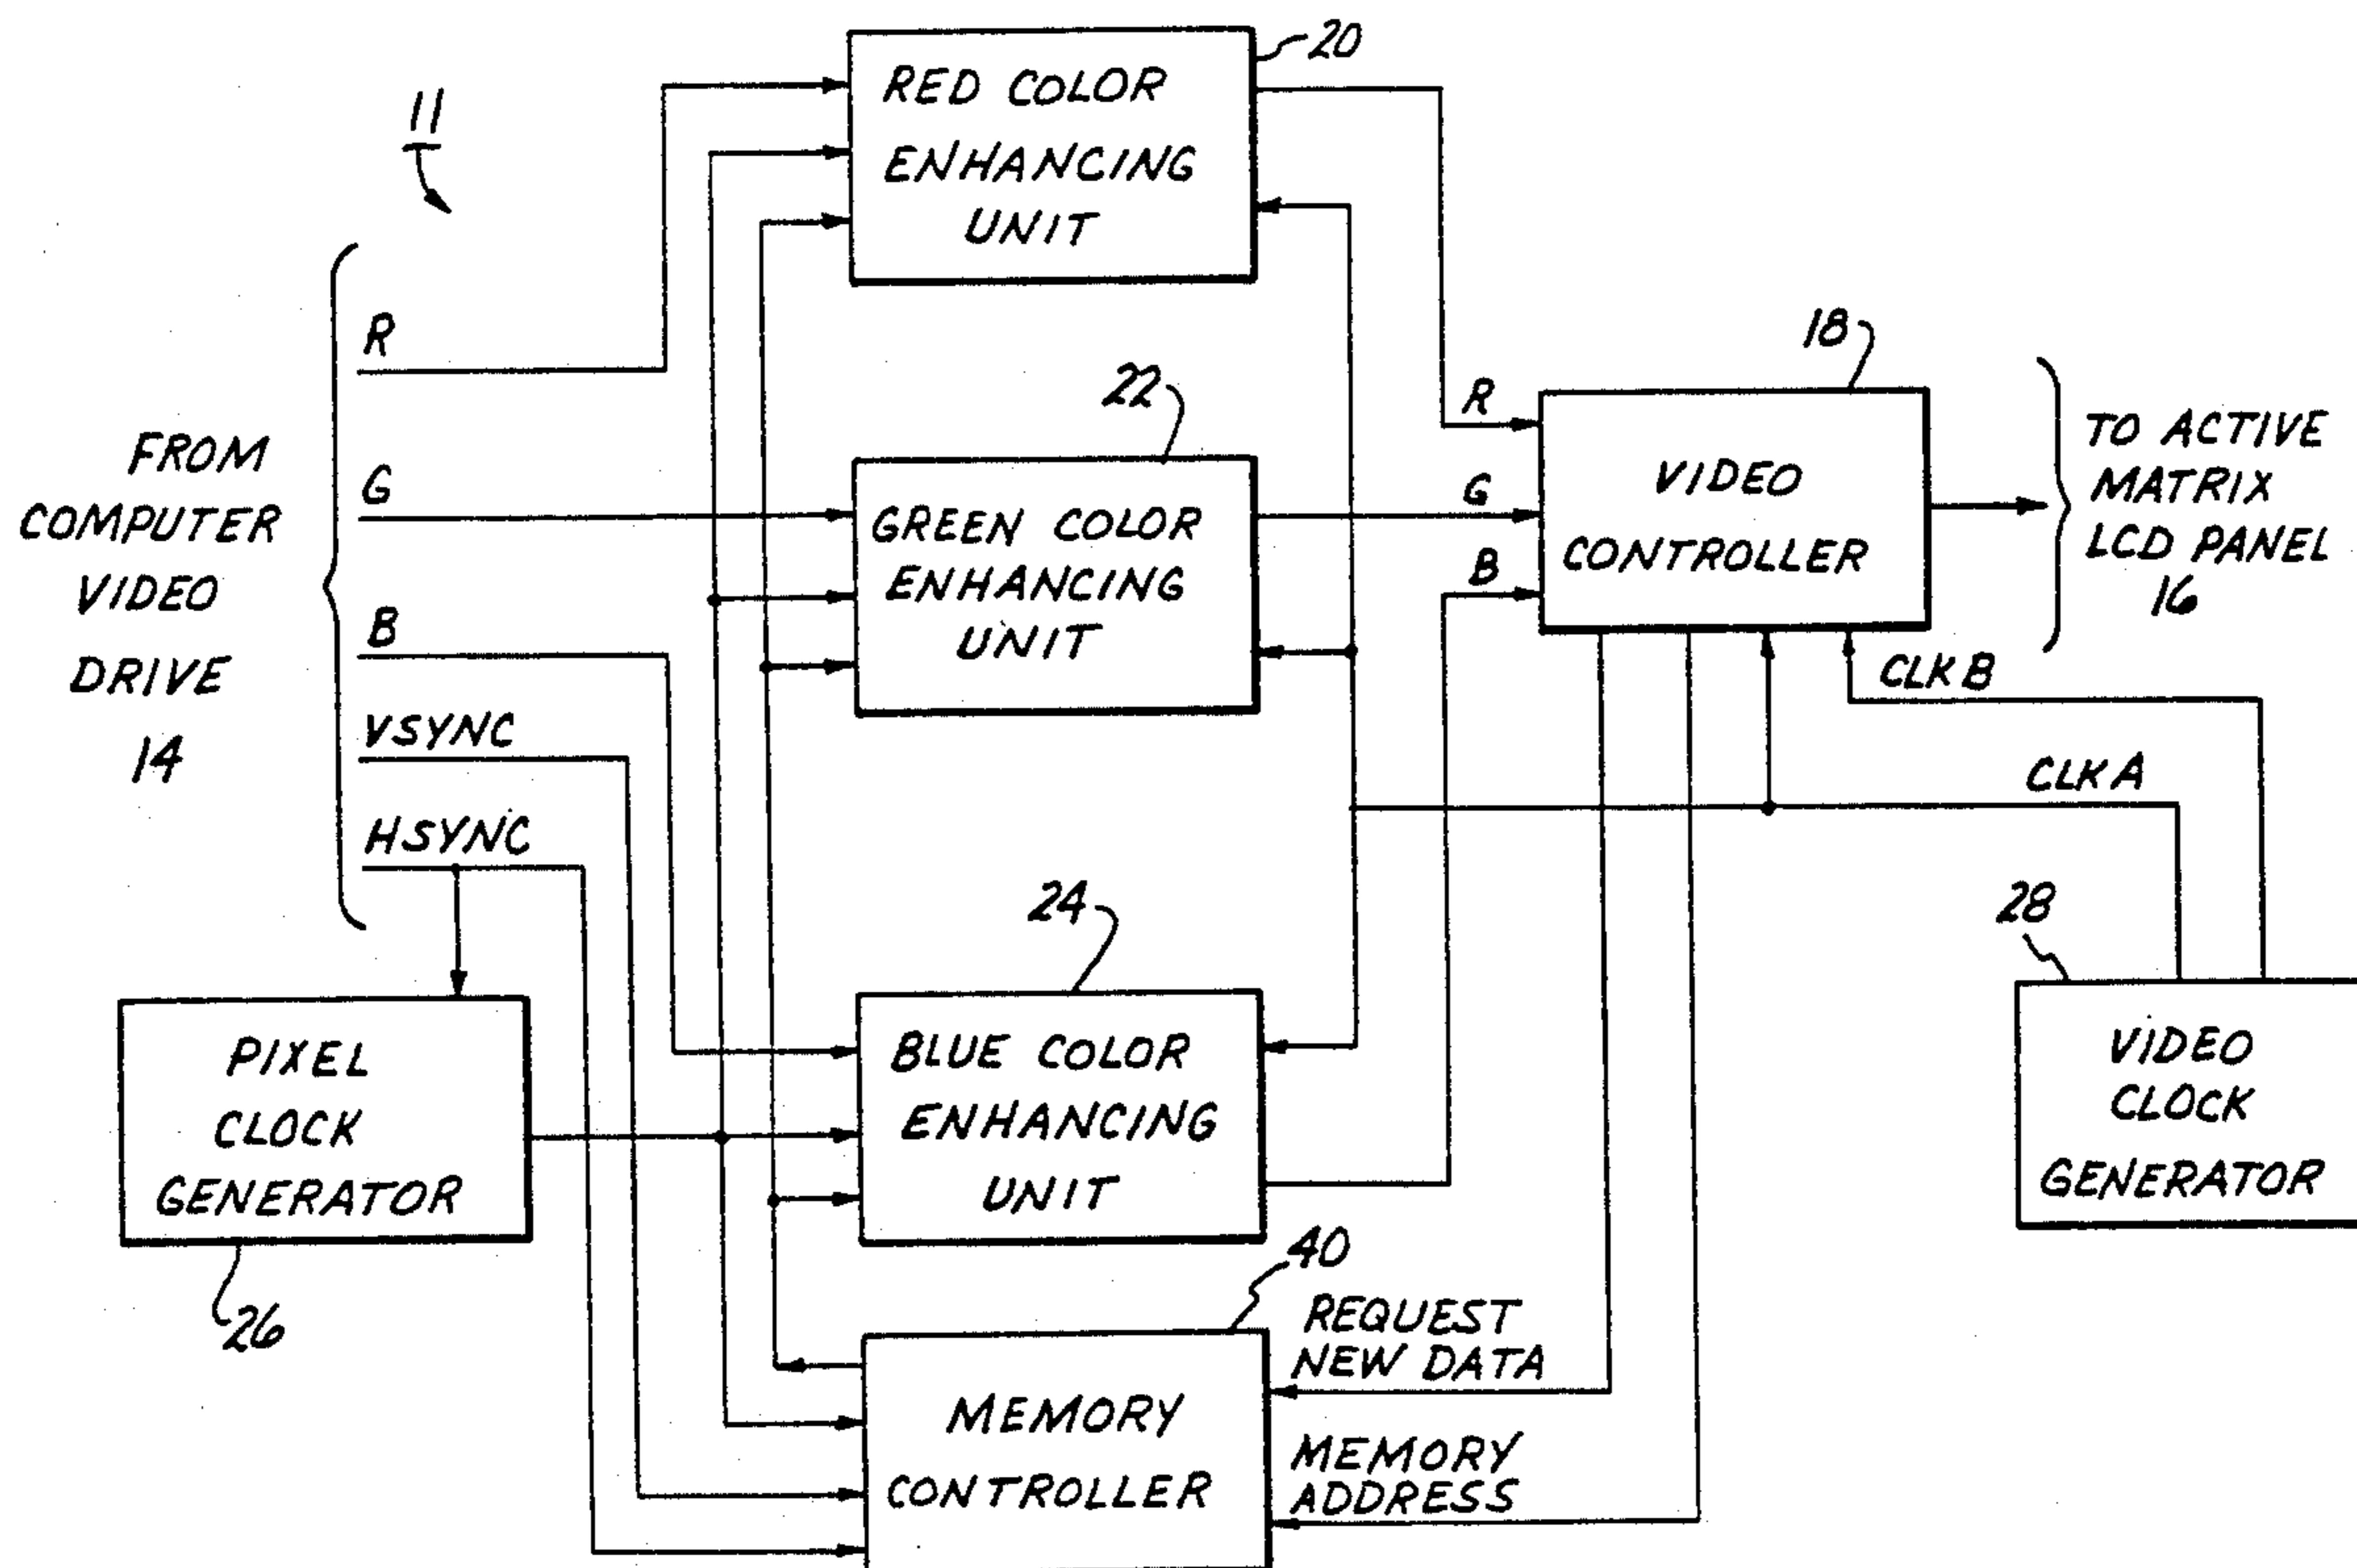 11
FROM
COMPUTER
VIDEO
DRIVE
14
R
G
B
VSYNC
HSYNC
20
RED COLOR
ENHANCING
UNIT
22
GREEN COLOR
ENHANCING
UNIT
24
BLUE COLOR
ENHANCING
UNIT
PIXEL
CLOCK
GENERATOR
26
40
MEMORY
CONTROLLER
REQUEST
NEW DATA
MEMORY
ADDRESS
R
G
B
18
VIDEO
CONTROLLER
TO ACTIVE
MATRIX
LCD PANEL
16
CLKB
CLKA
28
VIDEO
CLOCK
GENERATOR